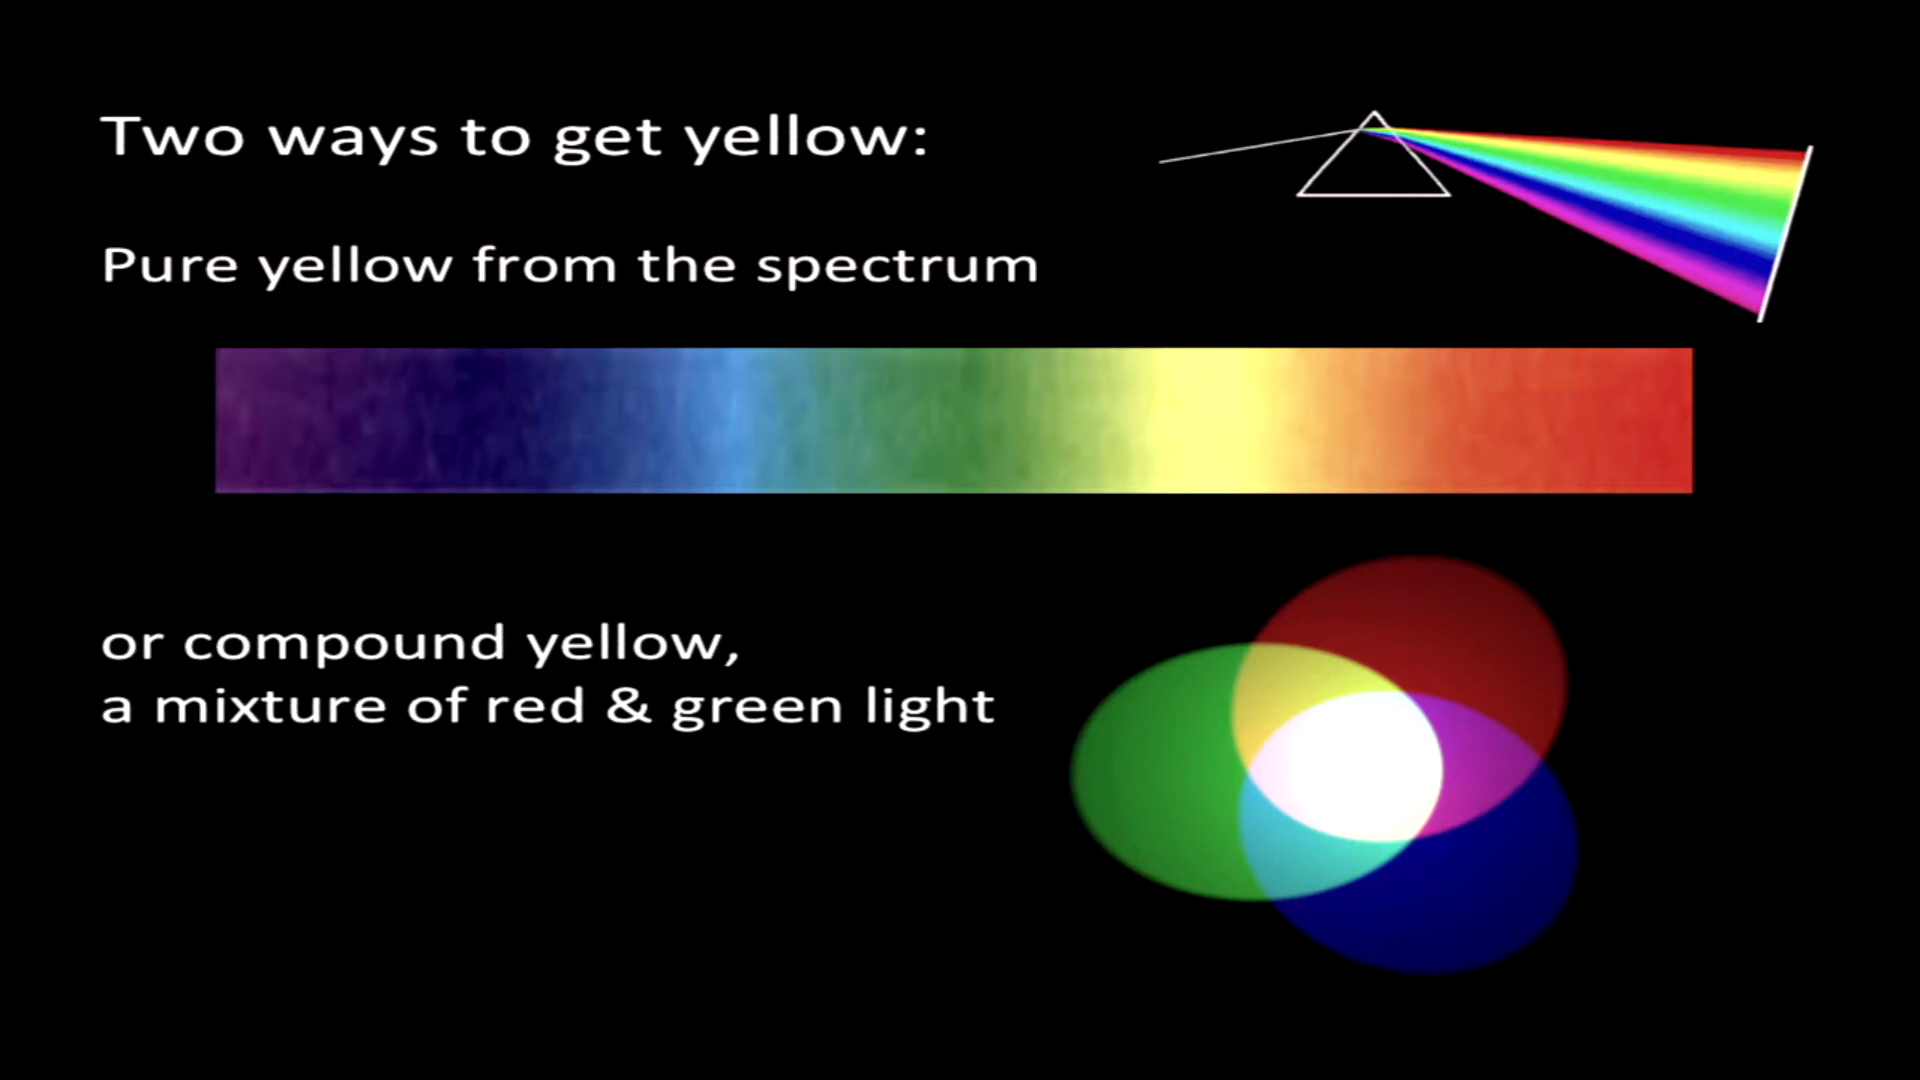 Two ways to get yellow:
Pure yellow from the spectrum
or compound yellow,
a mixture of red & green light